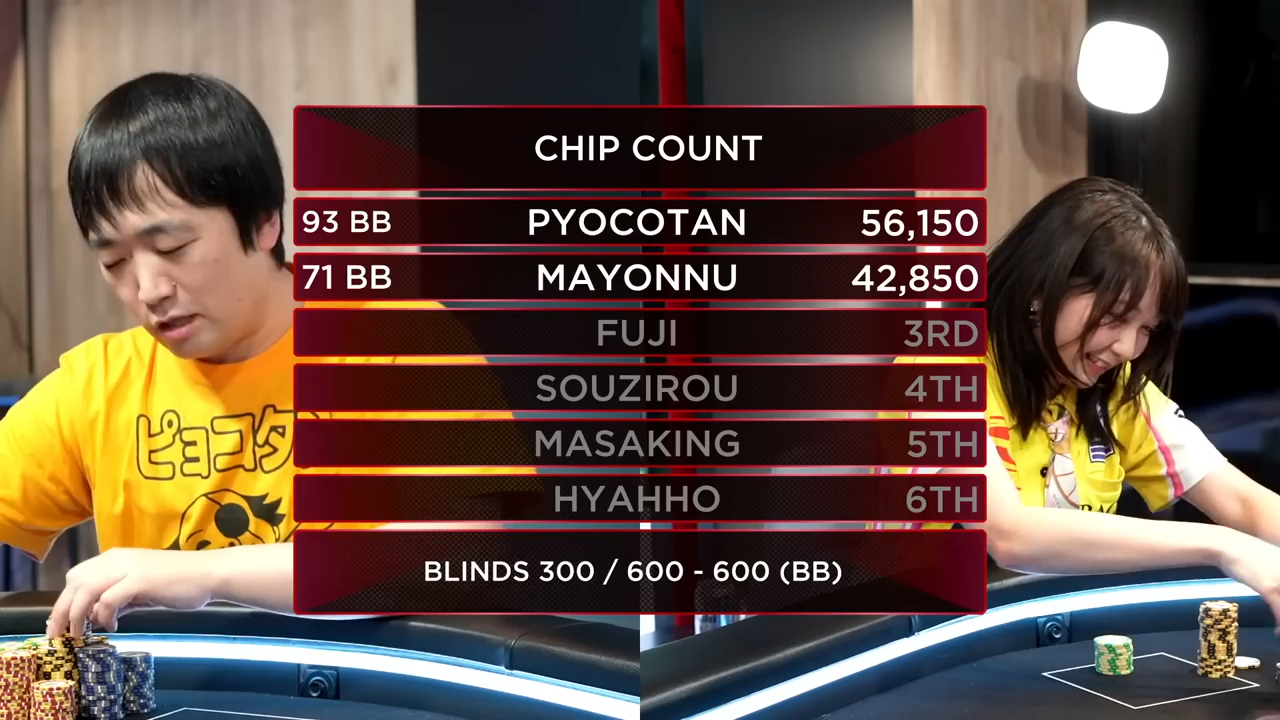 CHIP COUNT
93 BB PYOCOTAN 56,150
71 BB MAYONNU 42,850
FUJI 3RD
SOUZIROU 4TH
MASAKING 5TH
HYAHHO 6TH
BLINDS 300 / 600 - 600 (BB)
ピョコタ